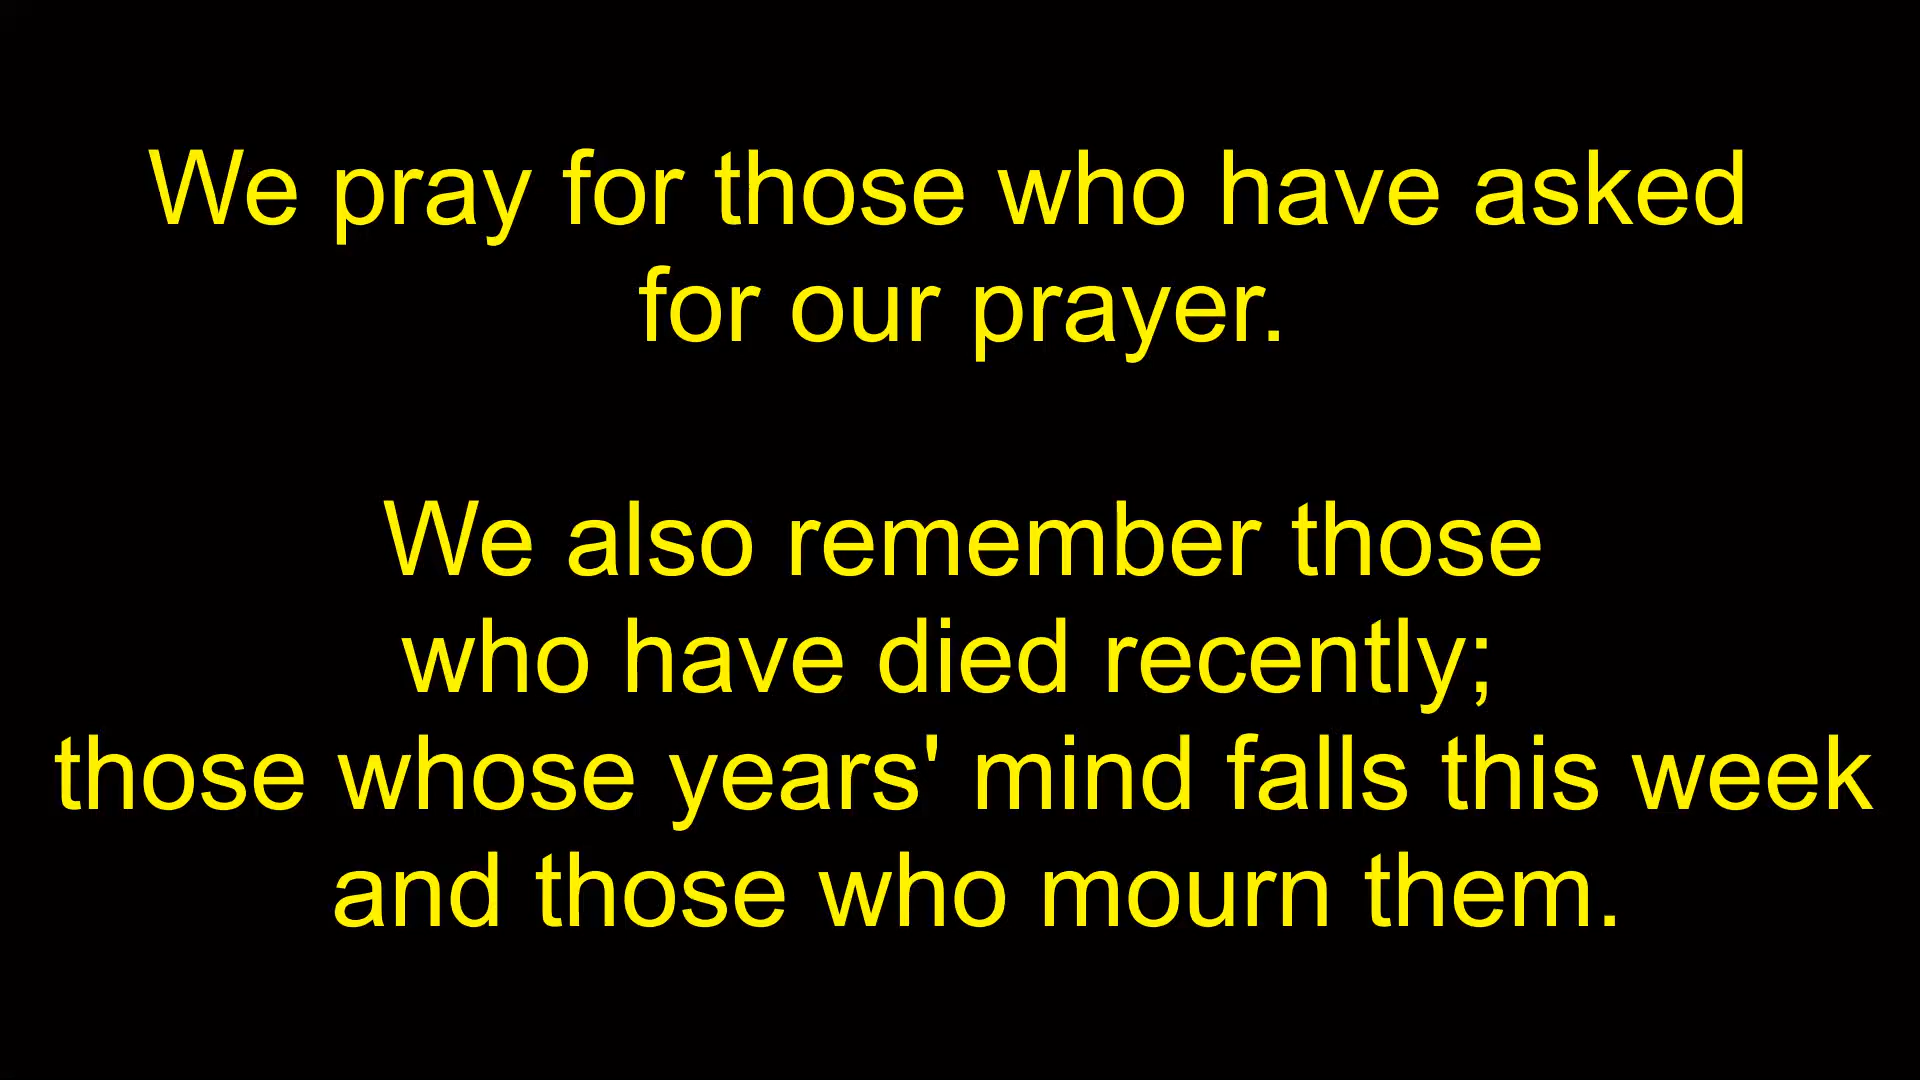 We pray for those who have asked
for our prayer.
We also remember those
who have died recently;
those whose years' mind falls this week
and those who mourn them.